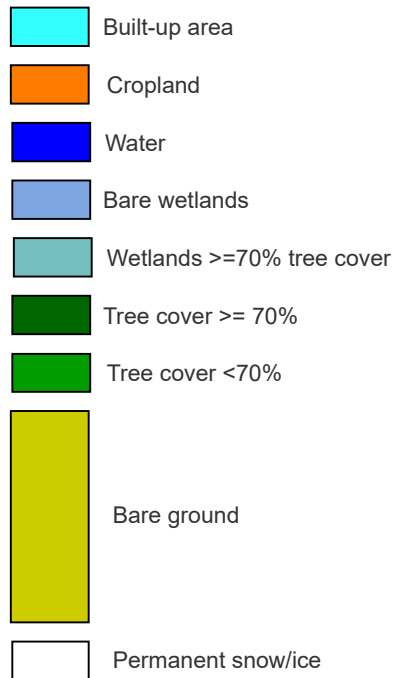 Built-up area
Cropland
Water
Bare wetlands
Wetlands >=70% tree cover
Tree cover >= 70%
Tree cover <70%
Bare ground
Permanent snow/ice